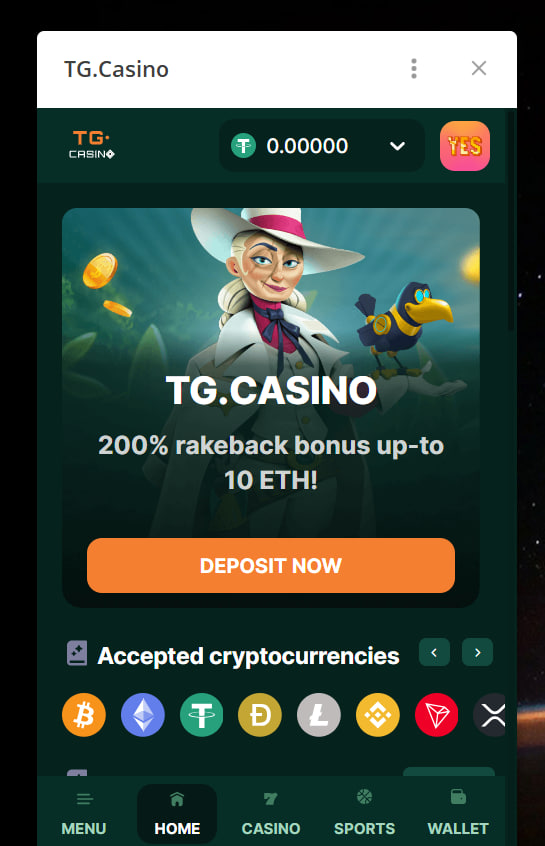 TG.Casino
TG.
CASINO
0.00000
YES
TG.CASINO
200% rakeback bonus up-to
10 ETH!
DEPOSIT NOW
Accepted cryptocurrencies
MENU
HOME
CASINO
SPORTS
WALLET